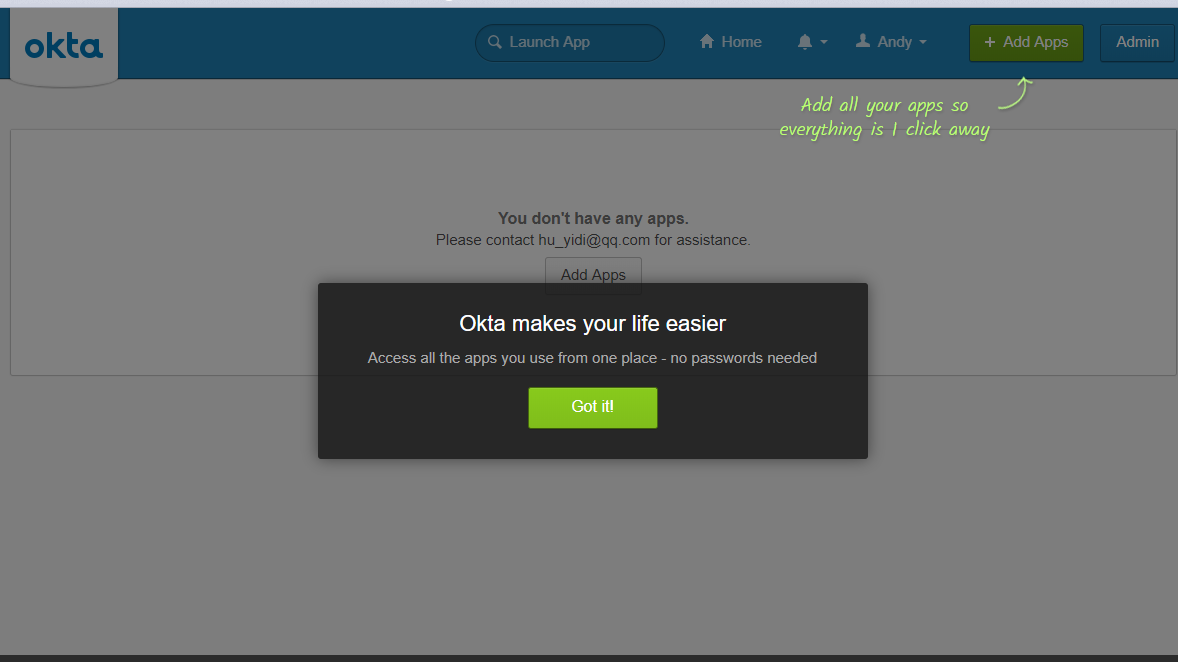 okta
Launch App
Home
Andy
+ Add Apps
Admin
Add all your apps so
everything is 1 click away
You don't have any apps.
Please contact hu_yidi@qq.com for assistance.
Add Apps
Okta makes your life easier
Access all the apps you use from one place - no passwords needed
Got it!